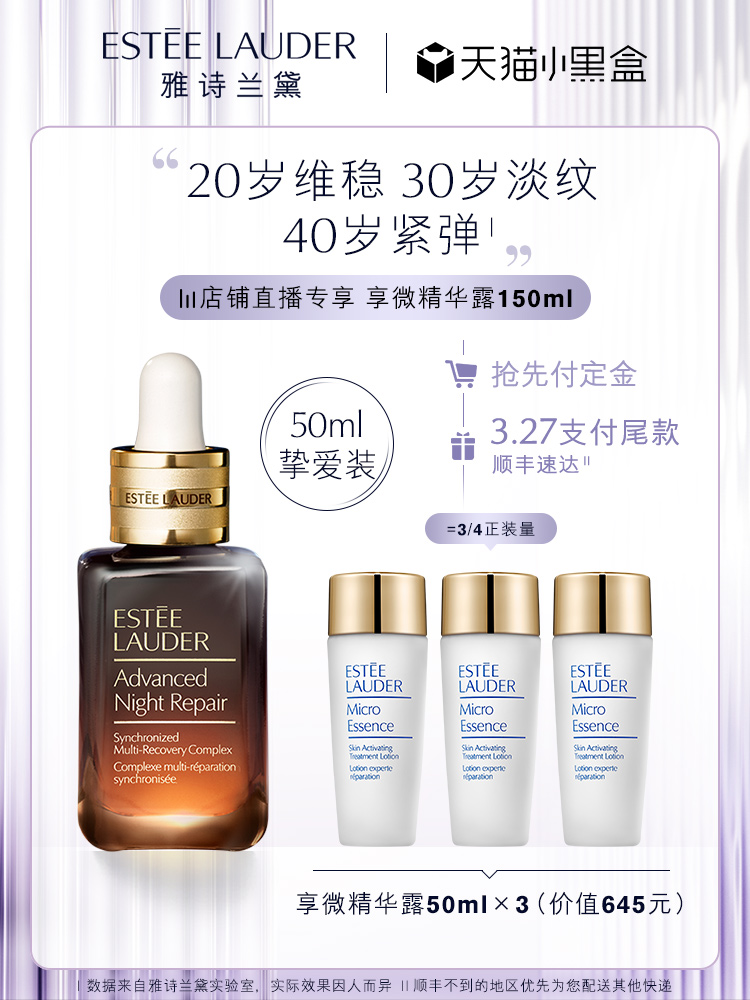 ESTĒE LAUDER
雅诗兰黛
天猫小黑盒
“20岁维稳 30岁淡纹
40岁紧弹I”
店铺直播专享 享微精华露150ml
50ml
挚爱装
抢先付定金
3.27支付尾款
顺丰速达II
=3/4正装量
ESTĒE LAUDER
ESTĒE
LAUDER
Advanced
Night Repair
Synchronized
Multi-Recovery Complex
Complexe multi-réparation
synchronisée
ESTĒE
LAUDER
Micro
Essence
Skin Activating
Treatment Lotion
Lotion experte
réparation
ESTĒE
LAUDER
Micro
Essence
Skin Activating
Treatment Lotion
Lotion experte
réparation
ESTĒE
LAUDER
Micro
Essence
Skin Activating
Treatment Lotion
Lotion experte
réparation
享微精华露50ml×3（价值645元）
I 数据来自雅诗兰黛实验室，实际效果因人而异 II 顺丰不到的地区优先为您配送其他快递